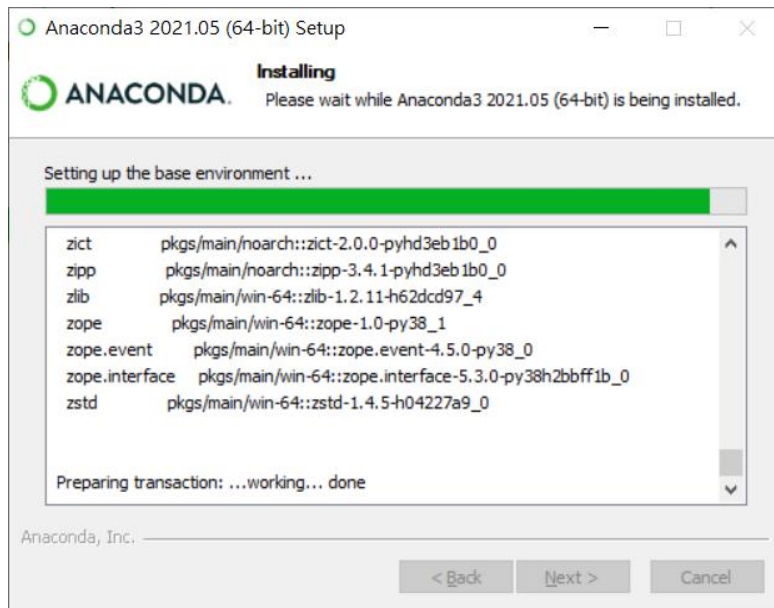 Anaconda3 2021.05 (64-bit) Setup
ANACONDA.
Installing
Please wait while Anaconda3 2021.05 (64-bit) is being installed.
Setting up the base environment ...
zict pkgs/main/noarch::zict-2.0.0-pyhd3eb1b0_0
zipp pkgs/main/noarch::zipp-3.4.1-pyhd3eb1b0_0
zlib pkgs/main/win-64::zlib-1.2.11-h62dcd97_4
zope pkgs/main/win-64::zope-1.0-py38_1
zope.event pkgs/main/win-64::zope.event-4.5.0-py38_0
zope.interface pkgs/main/win-64::zope.interface-5.3.0-py38h2bbff1b_0
zstd pkgs/main/win-64::zstd-1.4.5-h04227a9_0
Preparing transaction: ...working... done
Anaconda, Inc.
< Back Next > Cancel